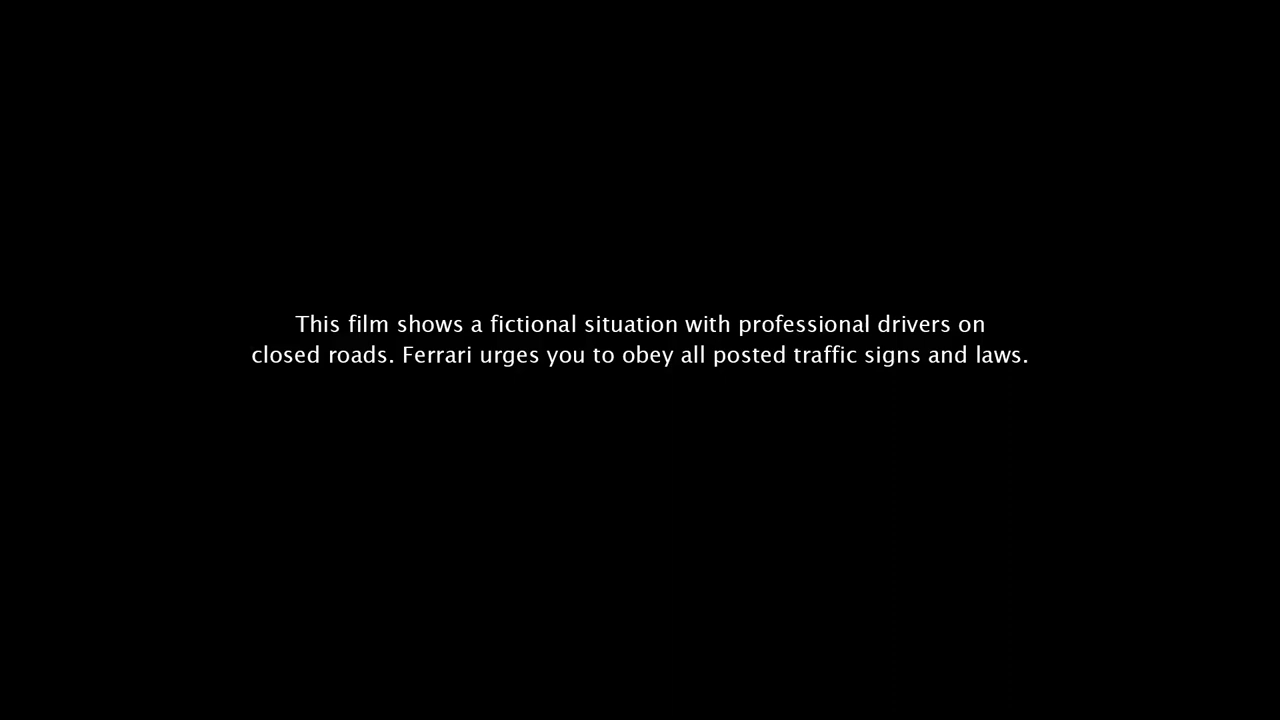 This film shows a fictional situation with professional drivers on
closed roads. Ferrari urges you to obey all posted traffic signs and laws.